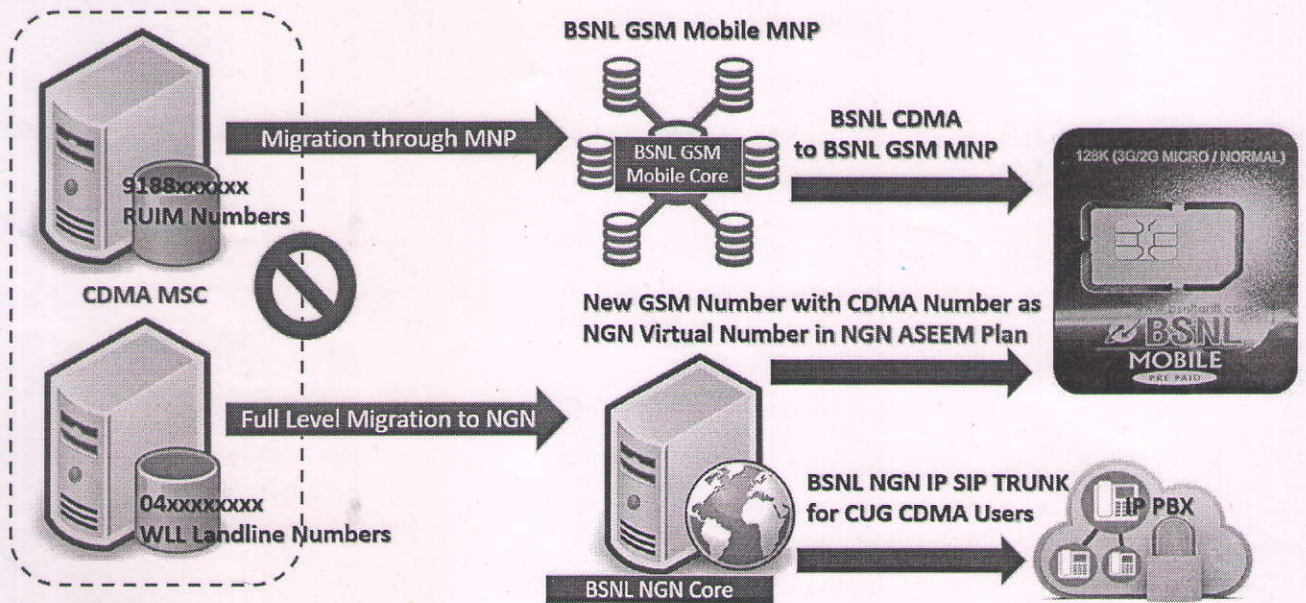 BSNL GSM Mobile MNP
Migration through MNP
BSNL GSM
Mobile Core
BSNL CDMA
to BSNL GSM MNP
128K (3G/2G MICRO / NORMAL)
9188xxxxxx
RUIM Numbers
CDMA MSC
New GSM Number with CDMA Number as
NGN Virtual Number in NGN ASEEM Plan
BSNL
MOBILE
PRE PAID
Full Level Migration to NGN
04xxxxxxxxx
WLL Landline Numbers
BSNL NGN IP SIP TRUNK
for CUG CDMA Users
IP PBX
BSNL NGN Core